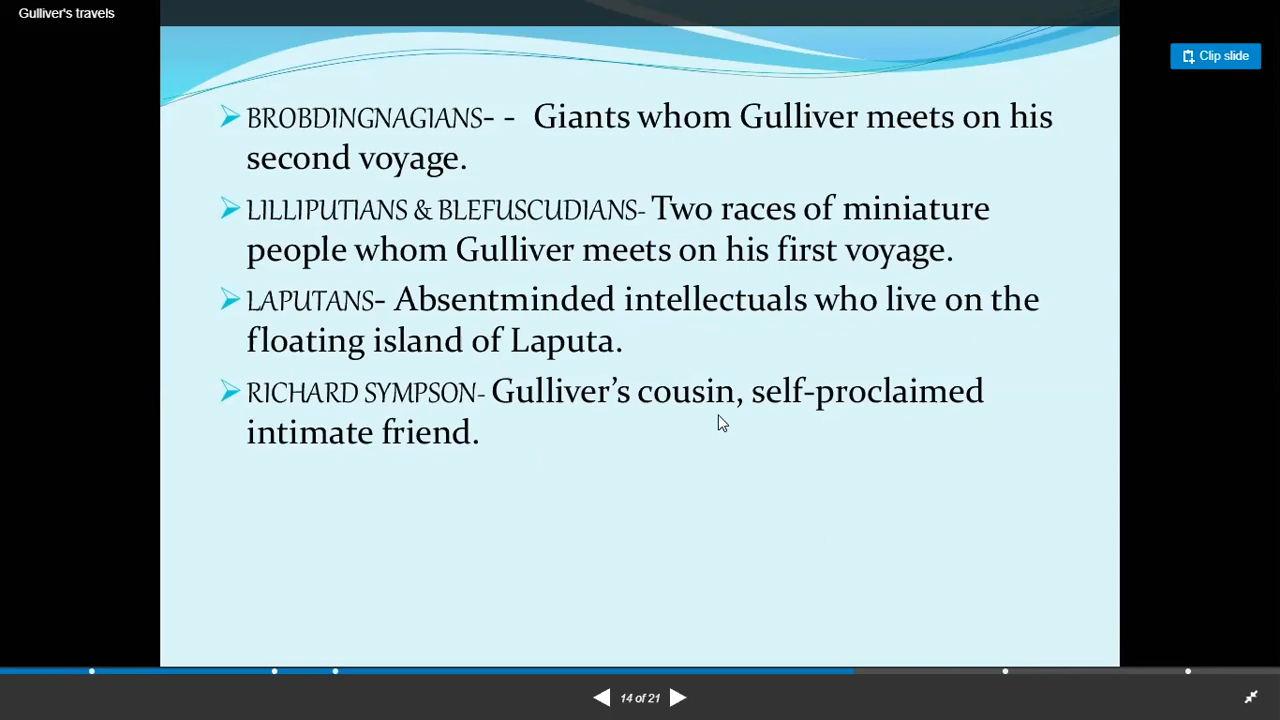 Gulliver's travels
Clip slide
BROBDINGNAGIANS- - Giants whom Gulliver meets on his
second voyage.
LILLIPUTIANS & BLEFUSCUDIANS- Two races of miniature
people whom Gulliver meets on his first voyage.
LAPUTANS- Absentminded intellectuals who live on the
floating island of Laputa.
RICHARD SYMPSON- Gulliver’s cousin, self-proclaimed
intimate friend.
14 of 21